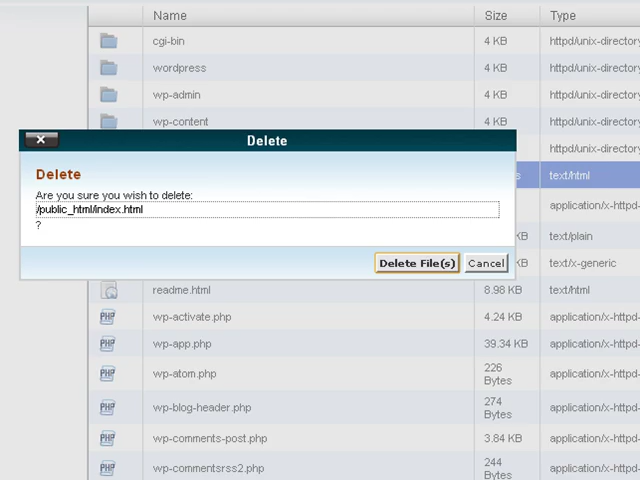 Name Size Type
cgi-bin 4 KB httpd/unix-directory
wordpress 4 KB httpd/unix-directory
wp-admin 4 KB httpd/unix-directory
wp-content 4 KB httpd/unix-directory
Delete
httpd/unix-directory
Delete
s text/html
Are you sure you wish to delete:
/public_html/index.html
application/x-httpd-
?
KB text/plain
Delete File(s) Cancel
KB text/x-generic
readme.html 8.98 KB text/html
wp-activate.php 4.24 KB application/x-httpd-
wp-app.php 39.34 KB application/x-httpd-
wp-atom.php 226 Bytes application/x-httpd-
wp-blog-header.php 274 Bytes application/x-httpd-
wp-comments-post.php 3.84 KB application/x-httpd-
wp-commentsrss2.php 244 Bytes application/x-httpd-